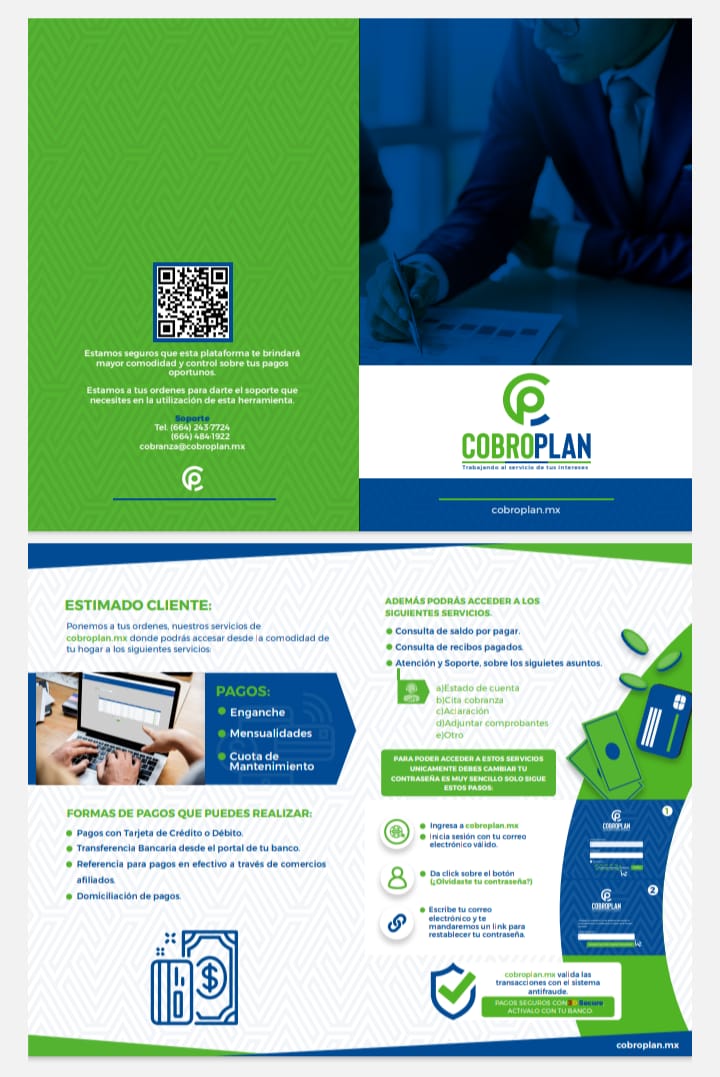 Estamos seguros que esta plataforma te brindará
mayor comodidad y control sobre tus pagos
oportunos.
Estamos a tus ordenes para darte el soporte que
necesites en la utilización de esta herramienta.
Soporte
Tel. (664) 243-7724
(664) 484-1922
cobranza@cobroplan.mx
COBROPLAN
Trabajando al servicio de tus intereses
cobroplan.mx
ESTIMADO CLIENTE:
Ponemos a tus ordenes, nuestros servicios de
cobroplan.mx donde podrás accesar desde la comodidad de
tu hogar a los siguientes servicios:
PAGOS:
Enganche
Mensualidades
Cuota de
Mantenimiento
FORMAS DE PAGOS QUE PUEDES REALIZAR:
Pagos con Tarjeta de Crédito o Débito.
Transferencia Bancaria desde el portal de tu banco.
Referencia para pagos en efectivo a través de comercios
afiliados.
Domiciliación de pagos.
ADEMÁS PODRÁS ACCEDER A LOS
SIGUIENTES SERVICIOS.
Consulta de saldo por pagar.
Consulta de recibos pagados.
Atención y Soporte, sobre los siguietes asuntos.
a)Estado de cuenta
b)Cita cobranza
c)Aclaración
d)Adjuntar comprobantes
e)Otro
PARA PODER ACCEDER A ESTOS SERVICIOS
UNICAMENTE DEBES CAMBIAR TU
CONTRASEÑA ES MUY SENCILLO SOLO SIGUE
ESTOS PASOS:
Ingresa a cobroplan.mx
Inicia sesión con tu correo
electrónico válido.
Da click sobre el botón
(¿Olvidaste tu contraseña?)
Escribe tu correo
electrónico y te
mandaremos un link para
restablecer tu contraseña.
1
COBROPLAN
2
COBROPLAN
cobroplan.mx valida las
transacciones con el sistema
antifraude.
PAGOS SEGUROS CON 3D Secure
ACTIVALO CON TU BANCO
cobroplan.mx